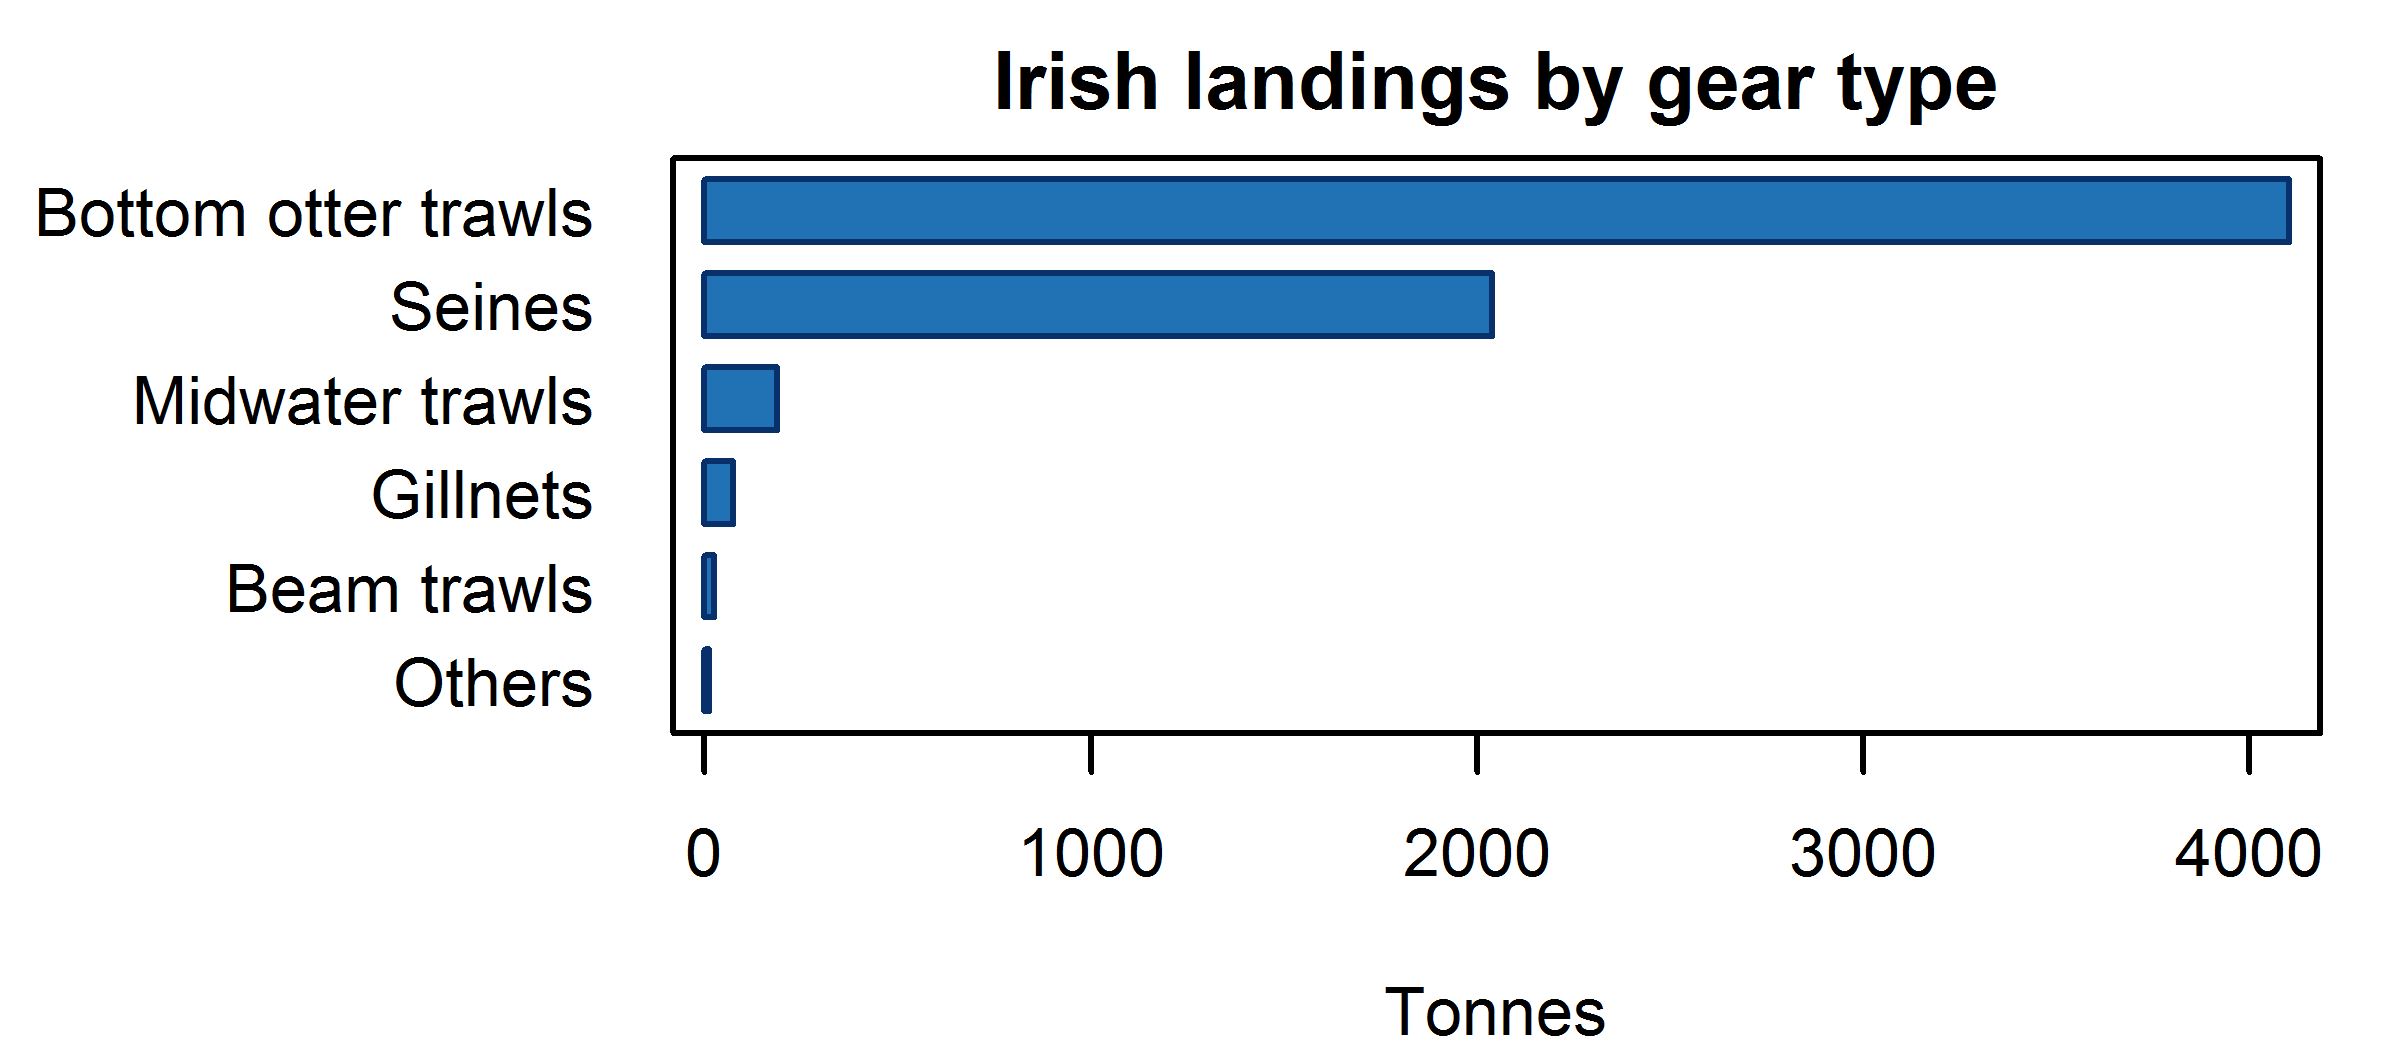 Irish landings by gear type
Bottom otter trawls
Seines
Midwater trawls
Gillnets
Beam trawls
Others
0 1000 2000 3000 4000
Tonnes